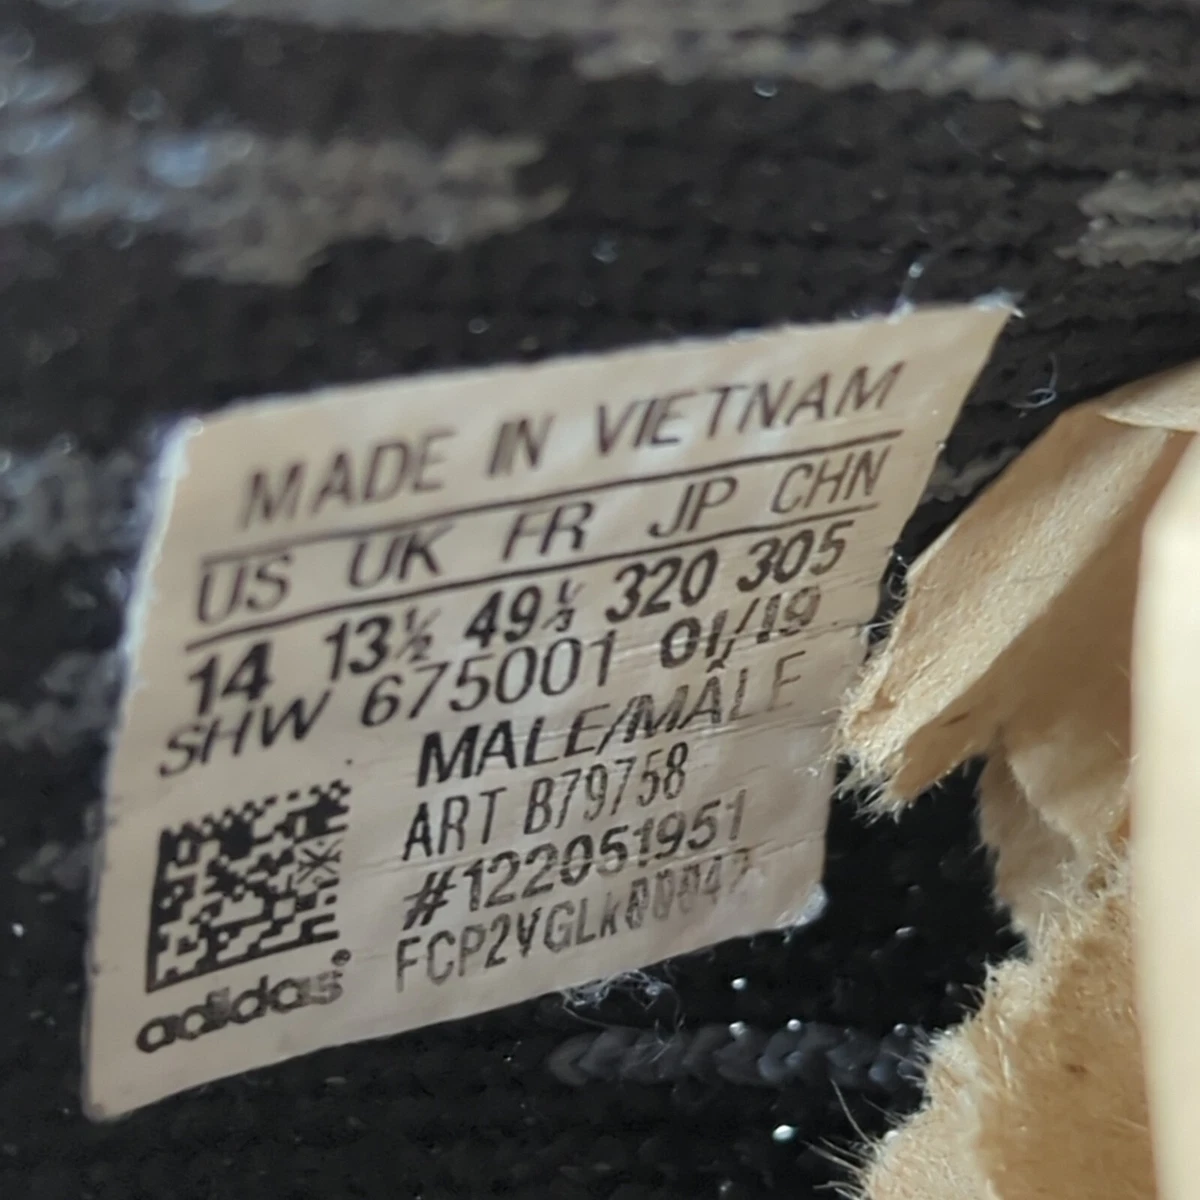 MADE IN VIETNAM
US UK FR JP CHN
14 13½ 49⅓ 320 305
SHW 675001 01/19
MALE/MÂLE
ART B79758
#122051951
FCP2VGLk00042
adidas®